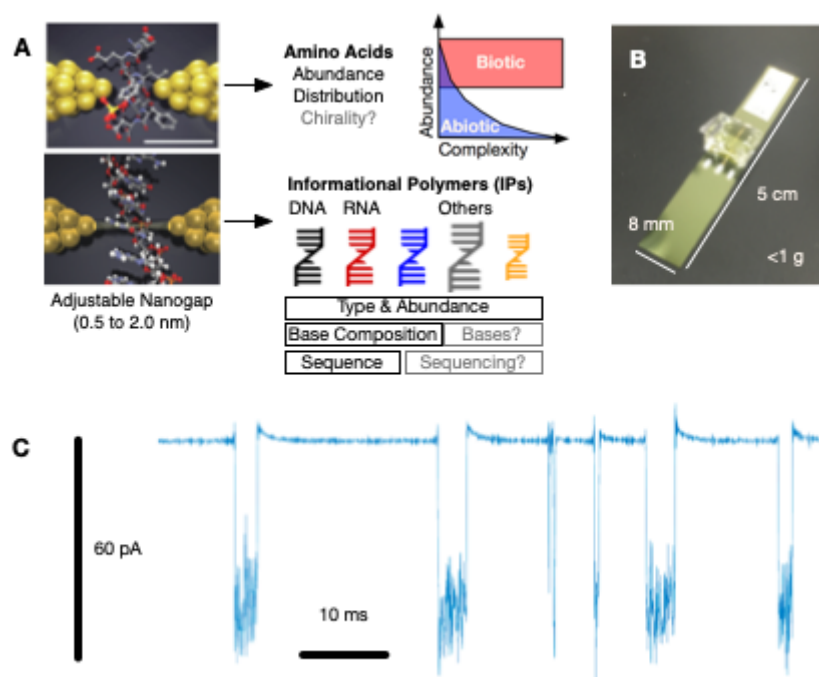 A
Amino Acids
Abundance
Distribution
Chirality?
Abundance
Biotic
Abiotic
Complexity
B
8 mm
5 cm
<1 g
Informational Polymers (IPs)
DNA RNA Others
Adjustable Nanogap
(0.5 to 2.0 nm)
Type & Abundance
Base Composition Bases?
Sequence Sequencing?
C
60 pA
10 ms